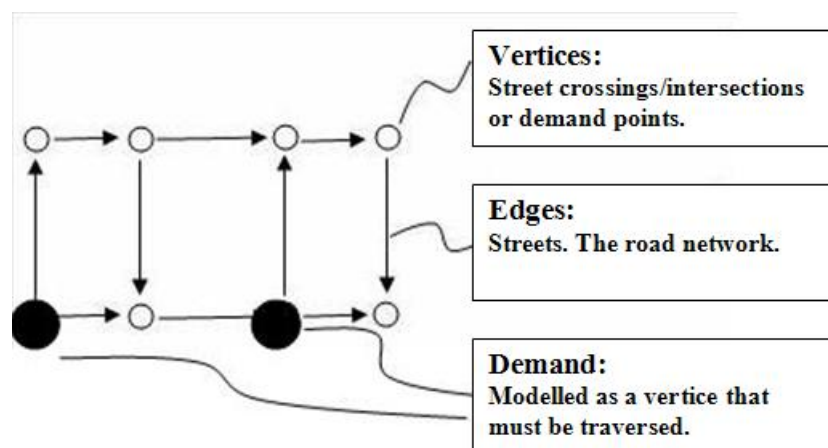 Vertices:
Street crossings/intersections
or demand points.
Edges:
Streets. The road network.
Demand:
Modelled as a vertice that
must be traversed.